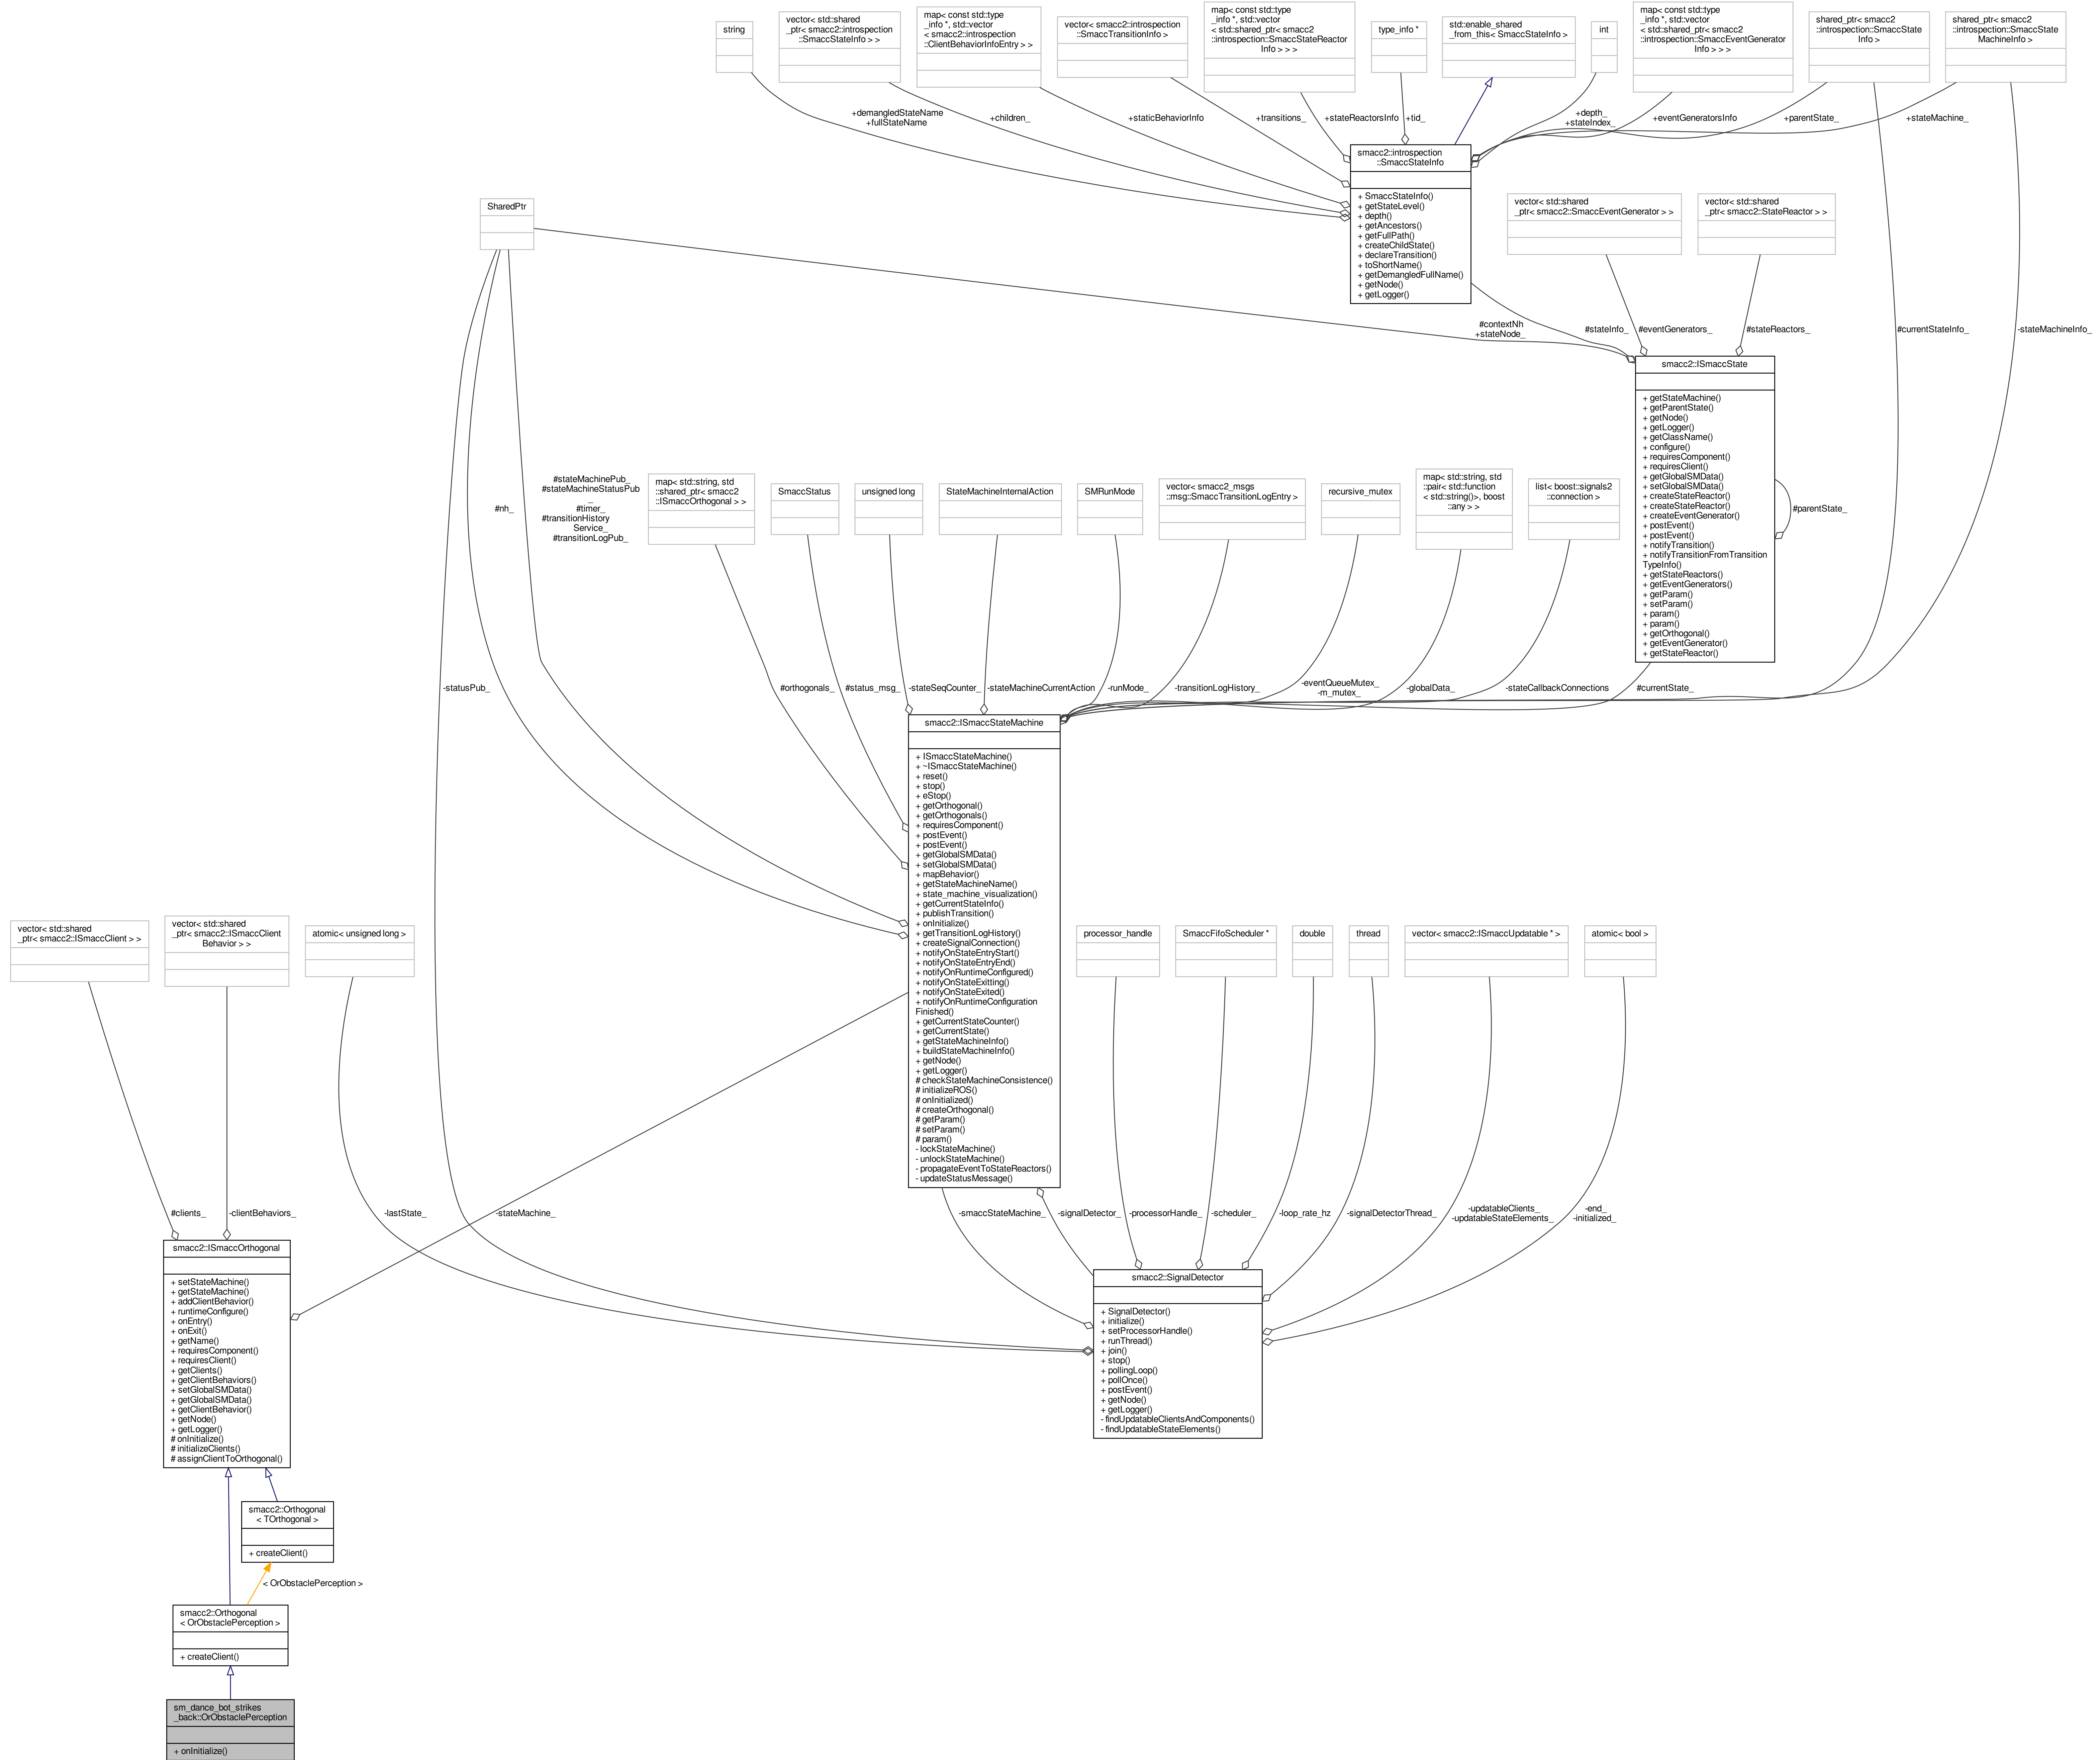 string
vector< std::shared
_ptr< smacc2::introspection
::SmaccStateInfo > >
map< const std::type
_info *, std::vector
< smacc2::introspection
::ClientBehaviorInfoEntry > >
vector< smacc2::introspection
::SmaccTransitionInfo >
map< const std::type
_info *, std::vector
< std::shared_ptr< smacc2
::introspection::SmaccStateReactor
Info > > >
type_info *
std::enable_shared
_from_this< SmaccStateInfo >
int
map< const std::type
_info *, std::vector
< std::shared_ptr< smacc2
::introspection::SmaccEventGenerator
Info > > >
shared_ptr< smacc2
::introspection::SmaccState
Info >
shared_ptr< smacc2
::introspection::SmaccState
MachineInfo >
+demangledStateName
+fullStateName
+children_
+staticBehaviorInfo
+transitions_
+stateReactorsInfo
+tid_
+depth_
+stateIndex_
+eventGeneratorsInfo
+parentState_
+stateMachine_
smacc2::introspection
::SmaccStateInfo
+ SmaccStateInfo()
+ getStateLevel()
+ depth()
+ getAncestors()
+ getFullPath()
+ createChildState()
+ declareTransition()
+ toShortName()
+ getDemangledFullName()
+ getNode()
+ getLogger()
SharedPtr
vector< std::shared
_ptr< smacc2::SmaccEventGenerator > >
vector< std::shared
_ptr< smacc2::StateReactor > >
#contextNh
+stateNode_
#stateInfo_
#eventGenerators_
#stateReactors_
#currentStateInfo_
-stateMachineInfo_
smacc2::ISmaccState
+ getStateMachine()
+ getParentState()
+ getNode()
+ getLogger()
+ getClassName()
+ configure()
+ requiresComponent()
+ requiresClient()
+ getGlobalSMData()
+ setGlobalSMData()
+ createStateReactor()
+ createStateReactor()
+ createEventGenerator()
+ postEvent()
+ postEvent()
+ notifyTransition()
+ notifyTransitionFromTransition
TypeInfo()
+ getStateReactors()
+ getEventGenerators()
+ getParam()
+ setParam()
+ param()
+ param()
+ getOrthogonal()
+ getEventGenerator()
+ getStateReactor()
#parentState_
#nh_
#stateMachinePub_
#stateMachineStatusPub
_
#timer_
#transitionHistory
Service_
#transitionLogPub_
map< std::string, std
::shared_ptr< smacc2
::ISmaccOrthogonal > >
SmaccStatus
unsigned long
StateMachineInternalAction
SMRunMode
vector< smacc2_msgs
::msg::SmaccTransitionLogEntry >
recursive_mutex
map< std::string, std
::pair< std::function
< std::string()>, boost
::any > >
list< boost::signals2
::connection >
-statusPub_
#orthogonals_
#status_msg_
-stateSeqCounter_
-stateMachineCurrentAction
-runMode_
-transitionLogHistory_
-eventQueueMutex_
-m_mutex_
-globalData_
-stateCallbackConnections
#currentState_
smacc2::ISmaccStateMachine
+ ISmaccStateMachine()
+ ~ISmaccStateMachine()
+ reset()
+ stop()
+ eStop()
+ getOrthogonal()
+ getOrthogonals()
+ requiresComponent()
+ postEvent()
+ postEvent()
+ getGlobalSMData()
+ setGlobalSMData()
+ mapBehavior()
+ getStateMachineName()
+ state_machine_visualization()
+ getCurrentStateInfo()
+ publishTransition()
+ onInitialize()
+ getTransitionLogHistory()
+ createSignalConnection()
+ notifyOnStateEntryStart()
+ notifyOnStateEntryEnd()
+ notifyOnRuntimeConfigured()
+ notifyOnStateExitting()
+ notifyOnStateExited()
+ notifyOnRuntimeConfiguration
Finished()
+ getCurrentStateCounter()
+ getCurrentState()
+ getStateMachineInfo()
+ buildStateMachineInfo()
+ getNode()
+ getLogger()
# checkStateMachineConsistence()
# initializeROS()
# onInitialized()
# createOrthogonal()
# getParam()
# setParam()
# param()
- lockStateMachine()
- unlockStateMachine()
- propagateEventToStateReactors()
- updateStatusMessage()
vector< std::shared
_ptr< smacc2::ISmaccClient > >
vector< std::shared
_ptr< smacc2::ISmaccClient
Behavior > >
atomic< unsigned long >
processor_handle
SmaccFifoScheduler *
double
thread
vector< smacc2::ISmaccUpdatable * >
atomic< bool >
#clients_
-clientBehaviors_
-lastState_
-stateMachine_
-smaccStateMachine_
-signalDetector_
-processorHandle_
-scheduler_
-loop_rate_hz
-signalDetectorThread_
-updatableClients_
-updatableStateElements_
-end_
-initialized_
smacc2::ISmaccOrthogonal
+ setStateMachine()
+ getStateMachine()
+ addClientBehavior()
+ runtimeConfigure()
+ onEntry()
+ onExit()
+ getName()
+ requiresComponent()
+ requiresClient()
+ getClients()
+ getClientBehaviors()
+ setGlobalSMData()
+ getGlobalSMData()
+ getClientBehavior()
+ getNode()
+ getLogger()
# onInitialize()
# initializeClients()
# assignClientToOrthogonal()
smacc2::SignalDetector
+ SignalDetector()
+ initialize()
+ setProcessorHandle()
+ runThread()
+ join()
+ stop()
+ pollingLoop()
+ pollOnce()
+ postEvent()
+ getNode()
+ getLogger()
- findUpdatableClientsAndComponents()
- findUpdatableStateElements()
smacc2::Orthogonal
< TOrthogonal >
+ createClient()
< OrObstaclePerception >
smacc2::Orthogonal
< OrObstaclePerception >
+ createClient()
sm_dance_bot_strikes
_back::OrObstaclePerception
+ onInitialize()